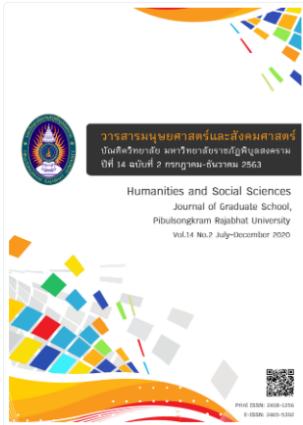 วารสารมนุษยศาสตร์และสังคมศาสตร์
บัณฑิตวิทยาลัย มหาวิทยาลัยราชภัฏพิบูลสงคราม
ปีที่ 14 ฉบับที่ 2 กรกฎาคม-ธันวาคม 2563
Humanities and Social Sciences
Journal of Graduate School,
Pibulsongkram Rajabhat University
Vol.14 No.2 July-December 2020
Print ISSN: 2408-1256
E-ISSN: